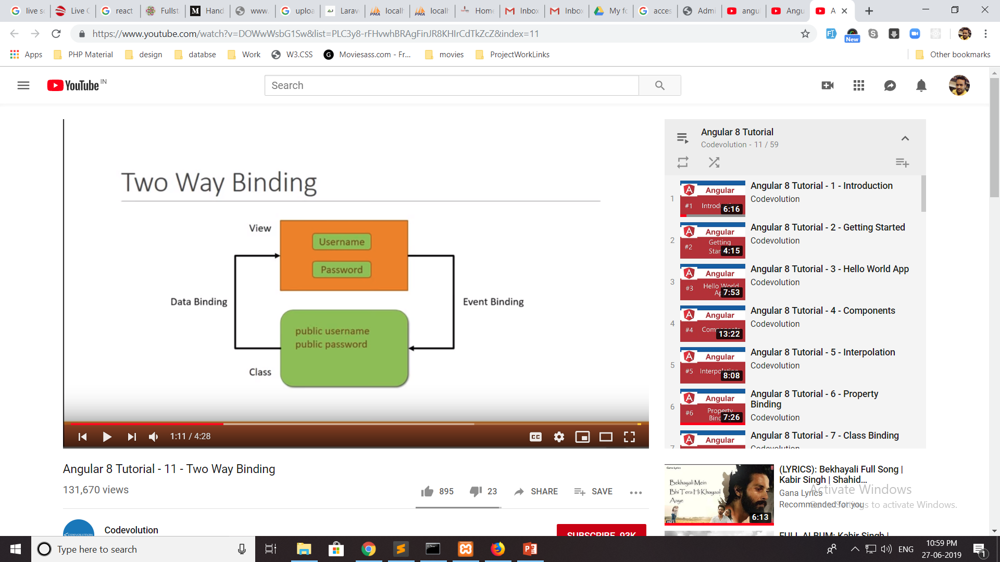 live s
Live C
react
Fullst
Hand
www.
uploa
Larav
localh
localh
Home
Inbox
Inbox
My fo
acces
Admi
angul
Angu
A
https://www.youtube.com/watch?v=DOWwWsbG1Sw&list=PLC3y8-rFHvwhBRAgFinJR8KHIrCdTkZcZ&index=11
New
Apps
PHP Material
design
databse
Work
W3.CSS
Moviesass.com - Fr...
movies
ProjectWorkLinks
Other bookmarks
YouTube IN
Search
Two Way Binding
View
Username
Password
Data Binding
Event Binding
public username
public password
Class
1:11 / 4:28
CC
Angular 8 Tutorial - 11 - Two Way Binding
131,670 views
895
23
SHARE
SAVE
Codevolution
SUBSCRIBE 93K
Angular 8 Tutorial
Codevolution - 11 / 59
1
Angular
#1
6:16
Angular 8 Tutorial - 1 - Introduction
Codevolution
2
Angular
#2 Getting
4:15
Angular 8 Tutorial - 2 - Getting Started
Codevolution
3
Angular
#3 Hello World
7:53
Angular 8 Tutorial - 3 - Hello World App
Codevolution
4
Angular
#4
13:22
Angular 8 Tutorial - 4 - Components
Codevolution
5
Angular
#5 Interpolation
8:08
Angular 8 Tutorial - 5 - Interpolation
Codevolution
6
Angular
#6 Property
7:26
Angular 8 Tutorial - 6 - Property
Binding
Codevolution
7
Angular
Angular 8 Tutorial - 7 - Class Binding
Codevolution
Gana Lyrics
Bekhayali Mein
Bhi Tera Hi Khayaal
Aaye
HD
6:13
(LYRICS): Bekhayali Full Song |
Kabir Singh | Shahid...
Gana Lyrics
Recommended for you
Activate Windows
Go to Settings to activate Windows.
FULL ALBUM: Kabir Singh |
Type here to search
ENG
10:59 PM
27-06-2019
1